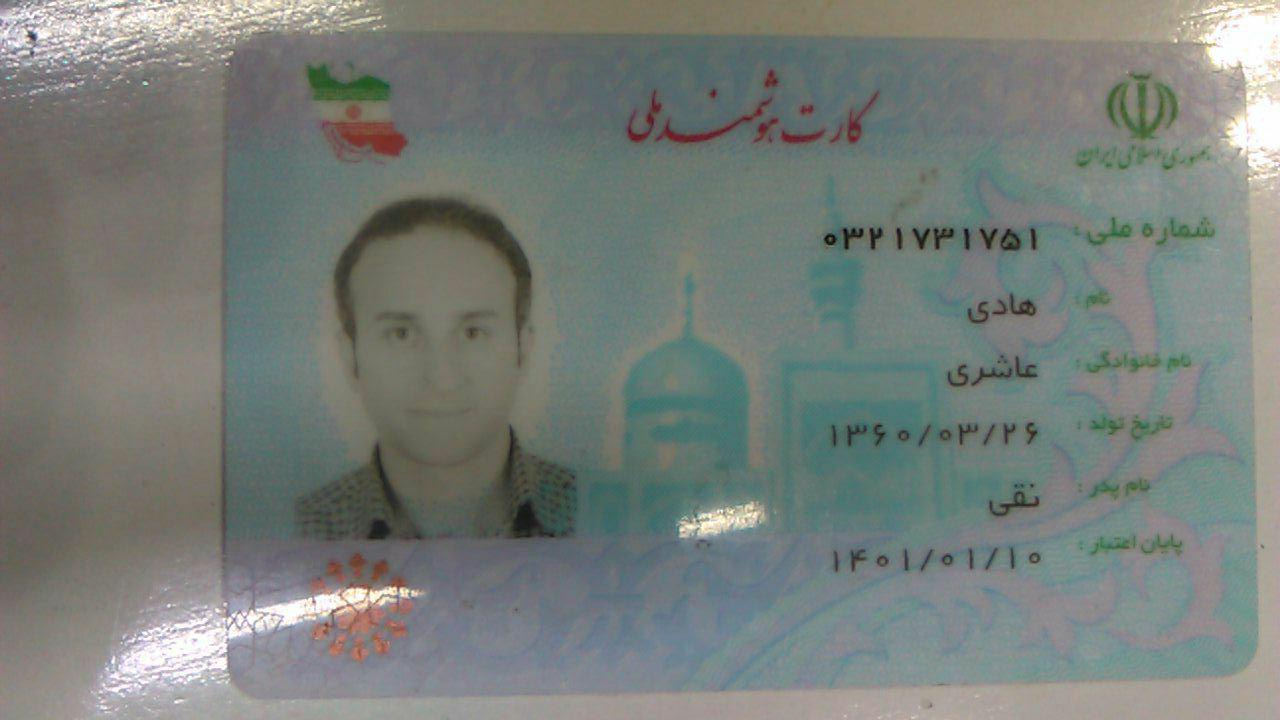 کارت هوشمند ملی
جمهوری اسلامی ایران
شماره ملی : ۰۳۲۱۷۳۱۷۵۱
نام : هادی
نام خانوادگی : عاشری
تاریخ تولد : ۱۳۶۰/۰۳/۲۶
نام پدر : نقی
پایان اعتبار : ۱۴۰۱/۰۱/۱۰